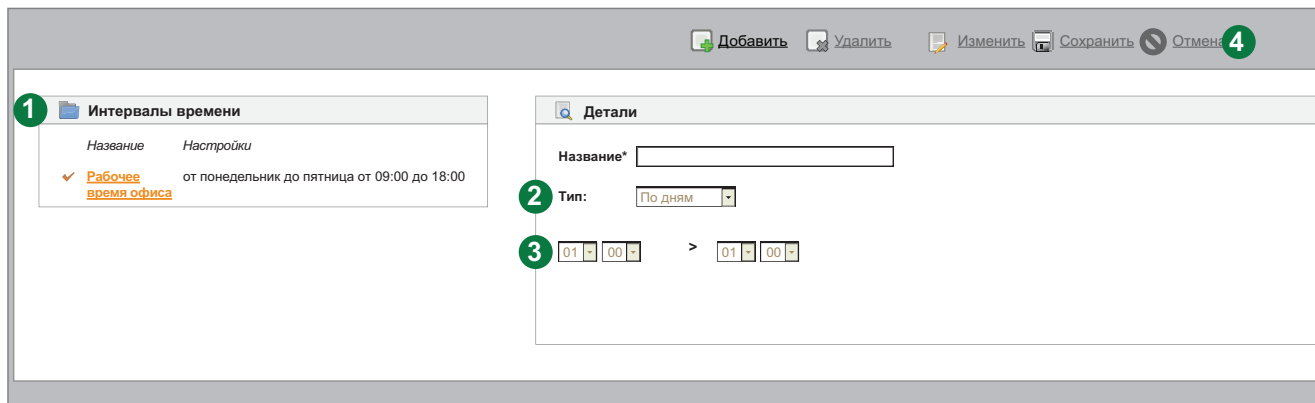 Добавить Удалить Изменить Сохранить Отмена 4
1 Интервалы времени
Название Настройки
Рабочее от понедельник до пятница от 09:00 до 18:00
время офиса
Детали
Название*
2 Тип: По дням
3 01 00 > 01 00